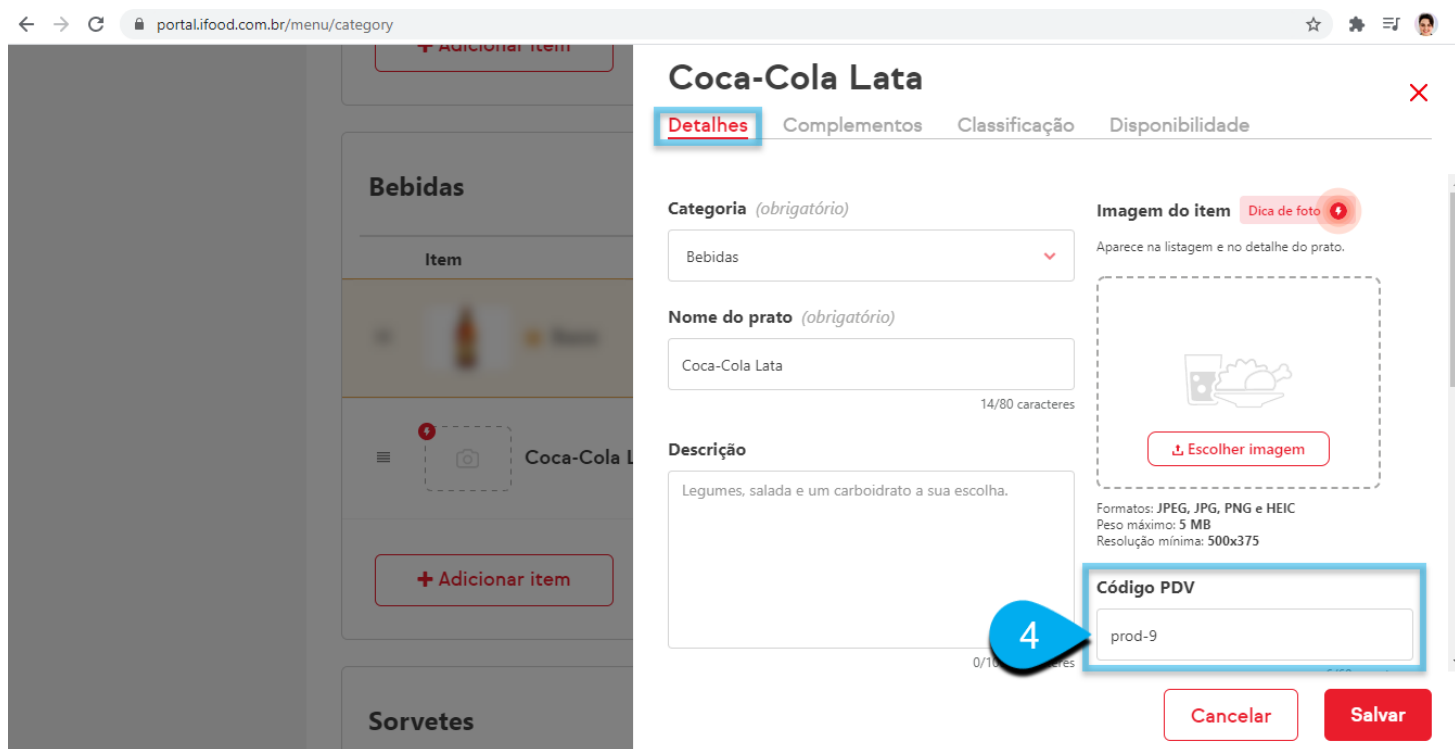 portal.ifood.com.br/menu/category
Adicionar item
Coca-Cola Lata
Detalhes Complementos Classificação Disponibilidade
Bebidas
Item
Coca-Cola L
+ Adicionar item
Sorvetes
Categoria (obrigatório)
Bebidas
Nome do prato (obrigatório)
Coca-Cola Lata
14/80 caracteres
Descrição
Legumes, salada e um carboidrato a sua escolha.
Imagem do item Dica de foto
Aparece na listagem e no detalhe do prato.
Escolher imagem
Formatos: JPEG, JPG, PNG e HEIC
Peso máximo: 5 MB
Resolução mínima: 500x375
Código PDV
prod-9
4
Cancelar Salvar